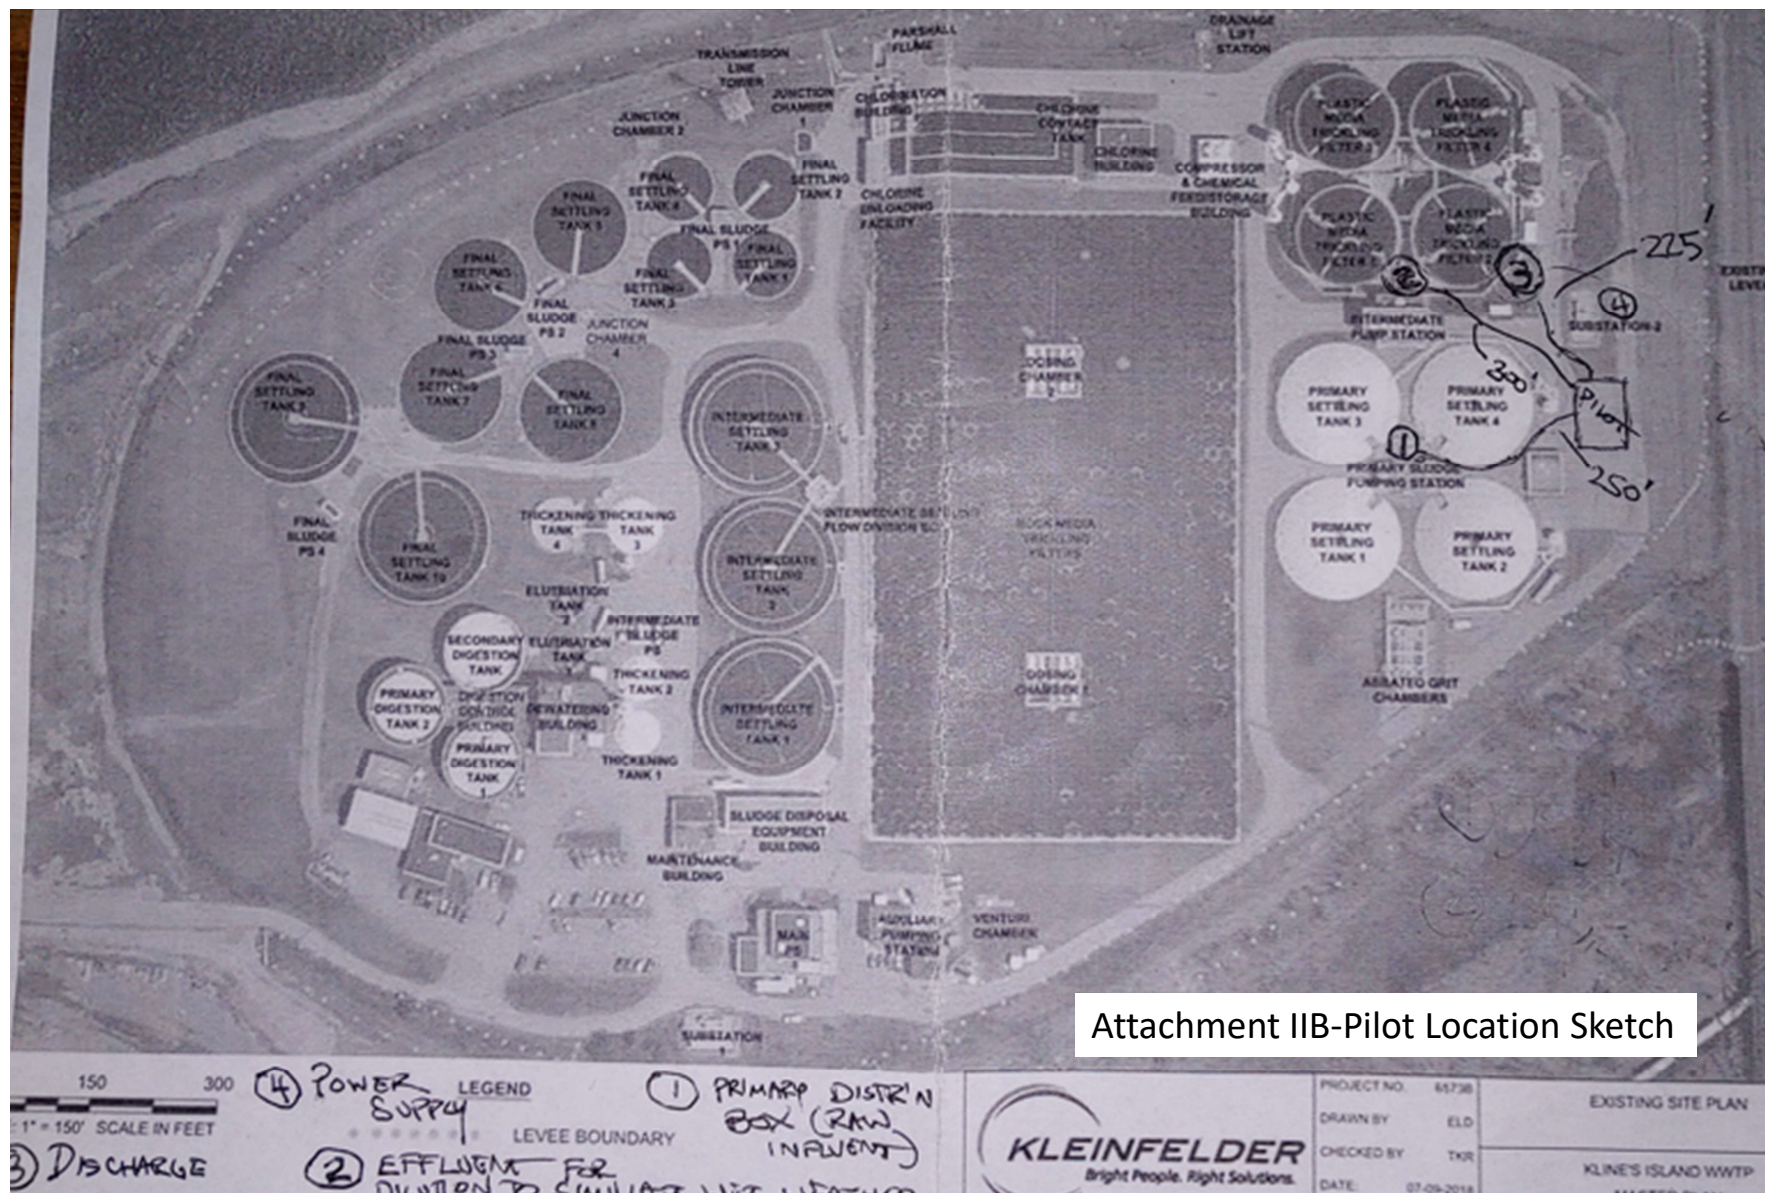 PARSHALL
FLUME
DRAINAGE
LIFT
STATION
TRANSMISSION
LINE
TOWER
JUNCTION
CHAMBER
1
JUNCTION
CHAMBER 2
CHLORINATION
BUILDING
CHLORINE
CONTACT
TANK
CHLORINE
BUILDING
COMPRESSOR
& CHEMICAL
FEED/STORAGE
BUILDING
PLASTIC
MEDIA
TRICKLING
FILTER
PLASTIC
MEDIA
TRICKLING
FILTER 4
FINAL
SETTLING
TANK 2
FINAL
SETTLING
TANK 4
CHLORINE
UNLOADING
FACILITY
FINAL
SETTLING
TANK 5
FINAL SLUDGE
PS 1
FINAL
SETTLING
TANK 1
FINAL
SETTLING
TANK 3
PLASTIC
MEDIA
TRICKLING
FILTER
PLASTIC
MEDIA
TRICKLING
FILTER 2
225'
2
3
4
EXISTIN
LEVE
FINAL
SETTLING
TANK 6
FINAL
SLUDGE
PS 2
JUNCTION
CHAMBER
4
FINAL SLUDGE
PS 3
INTERMEDIATE
PUMP STATION
SUBSTATION-2
FINAL
SETTLING
TANK 9
FINAL
SETTLING
TANK 7
FINAL
SETTLING
TANK 8
INTERMEDIATE
SETTLING
TANK 3
DOSING
CHAMBER
2
300'
PRIMARY
SETTLING
TANK 3
PRIMARY
SETTLING
TANK 4
PILOT
1
PRIMARY SLUDGE
PUMPING STATION
250'
FINAL
SLUDGE
PS 4
FINAL
SETTLING
TANK 10
THICKENING
TANK
4
THICKENING
TANK
3
INTERMEDIATE SETTLING
FLOW DIVISION BOX
ROCK MEDIA
TRICKLING
FILTERS
PRIMARY
SETTLING
TANK 1
PRIMARY
SETTLING
TANK 2
INTERMEDIATE
SETTLING
TANK
2
ELUTRIATION
TANK
2
INTERMEDIATE
SLUDGE
PS
SECONDARY
DIGESTION
TANK
ELUTRIATION
TANK
1
THICKENING
TANK 2
PRIMARY
DIGESTION
TANK 2
DIGESTION
CONTROL
BUILDING
DEWATERING
BUILDING
INTERMEDIATE
SETTLING
TANK 1
DOSING
CHAMBER 1
AERATED GRIT
CHAMBERS
PRIMARY
DIGESTION
TANK
1
THICKENING
TANK 1
SLUDGE DISPOSAL
EQUIPMENT
BUILDING
MAINTENANCE
BUILDING
MAIN
PS
AUXILIARY
PUMPING
STATION
VENTURI
CHAMBER
SUBSTATION
1
Attachment IIB-Pilot Location Sketch
150 300
1" = 150' SCALE IN FEET
4 POWER
SUPPLY
LEGEND
LEVEE BOUNDARY
1 PRIMARY DISTR'N
BOX (RAW
INFLUENT)
3 DISCHARGE
2 EFFLUENT FOR
DILUTION TO SIMULATE WET WEATHER
KLEINFELDER
Bright People. Right Solutions.
PROJECT NO. 65738
DRAWN BY ELD
CHECKED BY TKR
DATE: 07-09-2018
EXISTING SITE PLAN
KLINE'S ISLAND WWTP